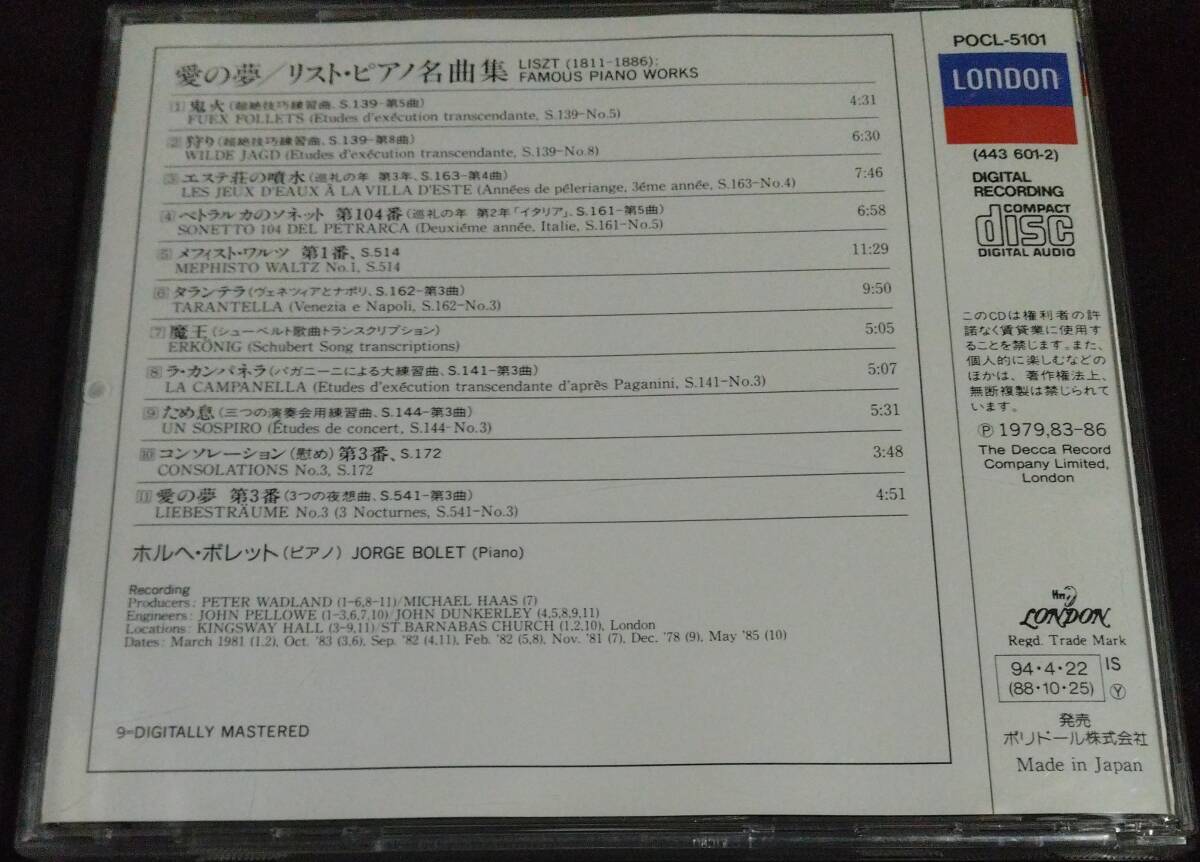 愛の夢/リスト・ピアノ名曲集 LISZT (1811-1886):
FAMOUS PIANO WORKS
1 鬼火(超絶技巧練習曲、S.139-第5曲) 4:31
FUEX FOLLETS (Etudes d'exécution transcendante, S.139-No.5)
2 狩り(超絶技巧練習曲、S.139-第8曲) 6:30
WILDE JAGD (Etudes d'exécution transcendante, S.139-No.8)
3 エステ荘の噴水(巡礼の年 第3年、S.163-第4曲) 7:46
LES JEUX D'EAUX À LA VILLA D'ESTE (Années de péleriange, 3éme année, S.163-No.4)
4 ペトラルカのソネット 第104番(巡礼の年 第2年「イタリア」、S.161-第5曲) 6:58
SONETTO 104 DEL PETRARCA (Deuxiéme année, Italie, S.161-No.5)
5 メフィスト・ワルツ 第1番、S.514 11:29
MEPHISTO WALTZ No.1, S.514
6 タランテラ(ヴェネツィアとナポリ、S.162-第3曲) 9:50
TARANTELLA (Venezia e Napoli, S.162-No.3)
7 魔王(シューベルト歌曲トランスクリプション) 5:05
ERKÖNIG (Schubert Song transcriptions)
8 ラ・カンパネラ(パガニーニによる大練習曲、S.141-第3曲) 5:07
LA CAMPANELLA (Etudes d'exécution transcendante d'après Paganini, S.141-No.3)
9 ため息(三つの演奏会用練習曲、S.144-第3曲) 5:31
UN SOSPIRO (Études de concert, S.144-No.3)
10 コンソレーション(慰め)第3番、S.172 3:48
CONSOLATIONS No.3, S.172
11 愛の夢 第3番(3つの夜想曲、S.541-第3曲) 4:51
LIEBESTRÄUME No.3 (3 Nocturnes, S.541-No.3)
ホルヘ・ボレット(ピアノ) JORGE BOLET (Piano)
Recording
Producers: PETER WADLAND (1-6,8-11)/MICHAEL HAAS (7)
Engineers: JOHN PELLOWE (1-3,6,7,10)/JOHN DUNKERLEY (4,5,8,9,11)
Locations: KINGSWAY HALL (3-9,11)/ST.BARNABAS CHURCH (1,2,10), London
Dates: March 1981 (1,2), Oct. '83 (3,6), Sep. '82 (4,11), Feb. '82 (5,8), Nov. '81 (7), Dec. '78 (9), May '85 (10)
9=DIGITALLY MASTERED
POCL-5101
LONDON
(443 601-2)
DIGITAL
RECORDING
COMPACT
disc
DIGITAL AUDIO
このCDは権利者の許
諾なく賃貸業に使用す
ることを禁じます。また、
個人的に楽しむなどの
ほかは、著作権法上、
無断複製は禁じられて
います。
Ⓟ 1979,83-86
The Decca Record
Company Limited,
London
LONDON
Regd. Trade Mark
94・4・22 IS
(88・10・25) Ⓨ
発売
ポリドール株式会社
Made in Japan